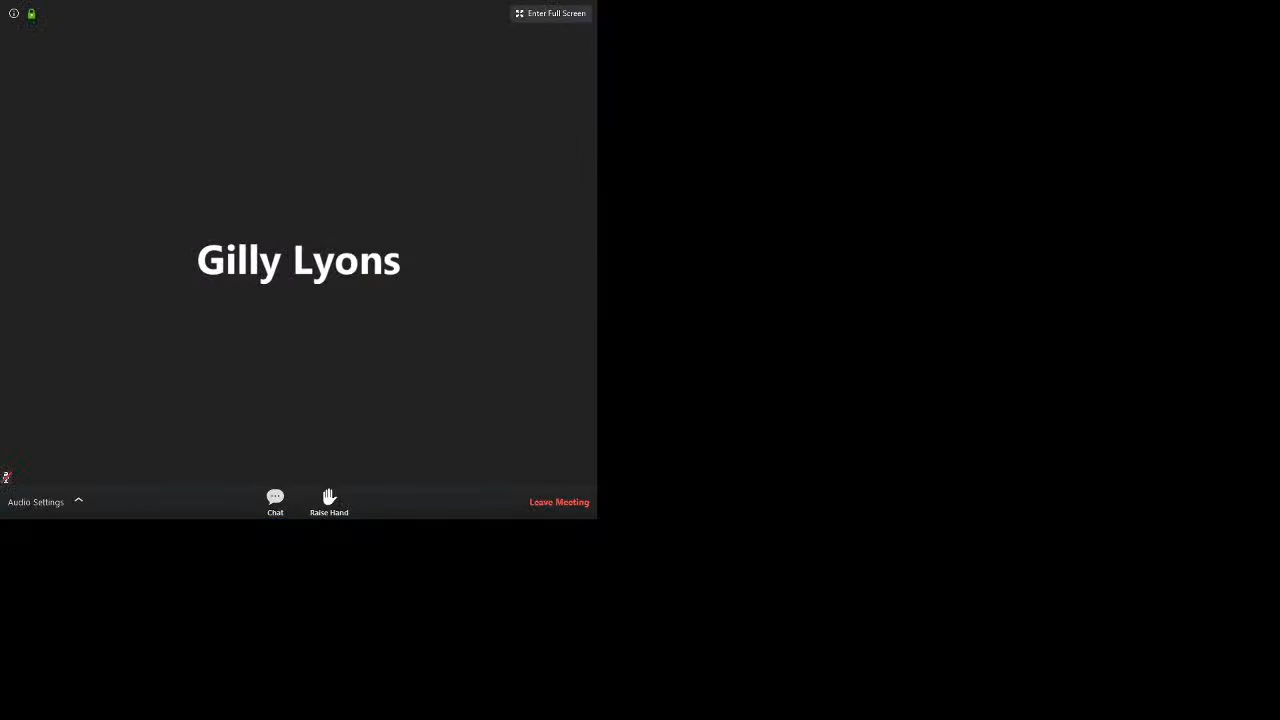 Enter Full Screen
Gilly Lyons
Audio Settings
Chat
Raise Hand
Leave Meeting